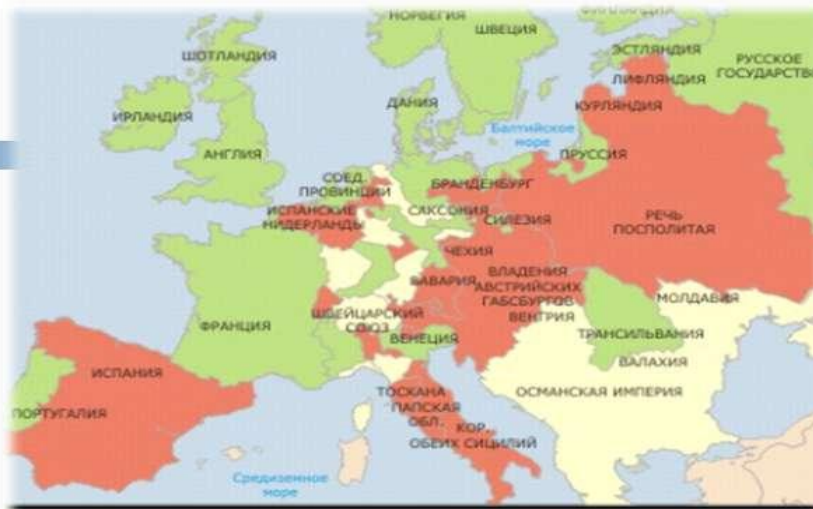 НОРВЕГИЯ
ШВЕЦИЯ
ШОТЛАНДИЯ
ЭСТЛЯНДИЯ
РУССКОЕ
ГОСУДАРСТВ
ЛИФЛЯНДИЯ
ДАНИЯ
КУРЛЯНДИЯ
ИРЛАНДИЯ
Балтийское
море
АНГЛИЯ
ПРУССИЯ
СОЕД.
ПРОВИНЦИИ
БРАНДЕНБУРГ
ИСПАНСКИЕ
НИДЕРЛАНДЫ
САКСОНИЯ
СИЛЕЗИЯ
РЕЧЬ
ПОСПОЛИТАЯ
ЧЕХИЯ
БАВАРИЯ
ВЛАДЕНИЯ
АВСТРИЙСКИХ
ГАБСБУРГОВ
ВЕНГРИЯ
МОЛДАВИЯ
ШВЕЙЦАРСКИЙ
СОЮЗ
ФРАНЦИЯ
ВЕНЕЦИЯ
ТРАНСИЛЬВАНИЯ
ВАЛАХИЯ
ИСПАНИЯ
ТОСКАНА
ОСМАНСКАЯ ИМПЕРИЯ
ПОРТУГАЛИЯ
ПАПСКАЯ
ОБЛ.
КОР.
ОБЕИХ СИЦИЛИЙ
Средиземное
море